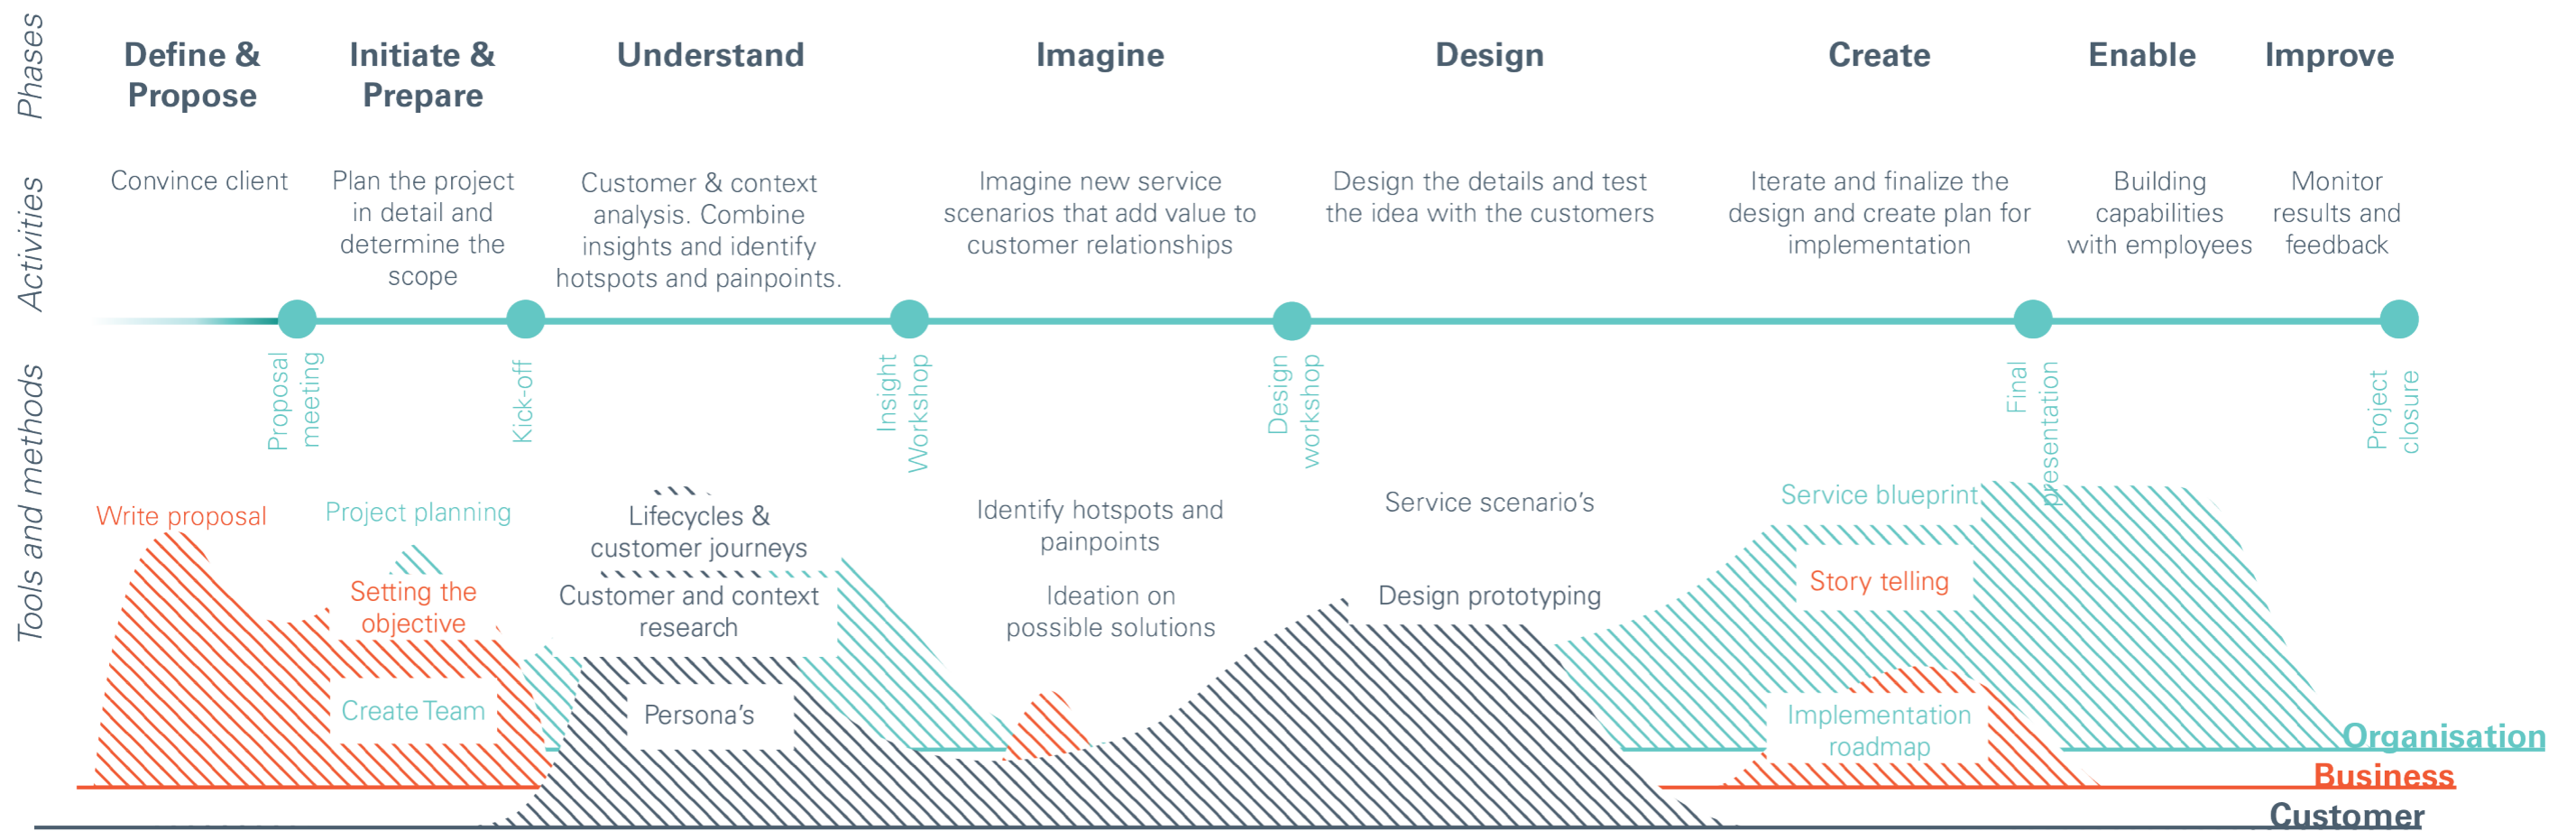 Phases
Define &
Propose
Initiate &
Prepare
Understand
Imagine
Design
Create
Enable
Improve
Activities
Convince client
Plan the project
in detail and
determine the
scope
Customer & context
analysis. Combine
insights and identify
hotspots and painpoints.
Imagine new service
scenarios that add value to
customer relationships
Design the details and test
the idea with the customers
Iterate and finalize the
design and create plan for
implementation
Building
capabilities
with employees
Monitor
results and
feedback
Proposal
meeting
Kick-off
Insight
Workshop
Design
workshop
Final
presentation
Project
closure
Tools and methods
Write proposal
Project planning
Setting the
objective
Create Team
Lifecycles &
customer journeys
Customer and context
research
Persona's
Identify hotspots and
painpoints
Ideation on
possible solutions
Service scenario's
Design prototyping
Service blueprint
Story telling
Implementation
roadmap
Organisation
Business
Customer